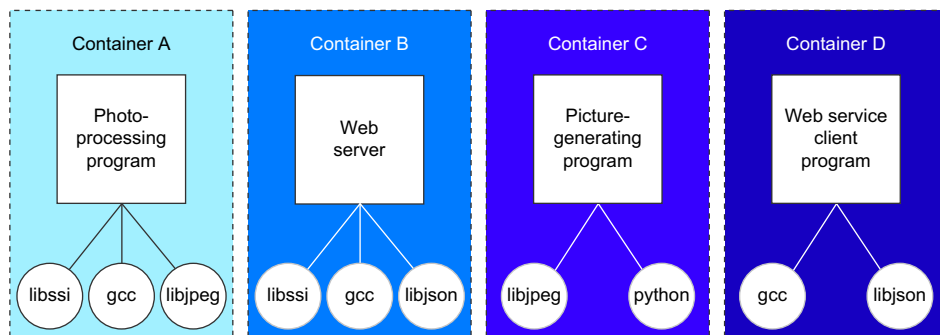 Container A
Photo-
processing
program
libssi
gcc
libjpeg
Container B
Web
server
libssi
gcc
libjson
Container C
Picture-
generating
program
libjpeg
python
Container D
Web service
client
program
gcc
libjson